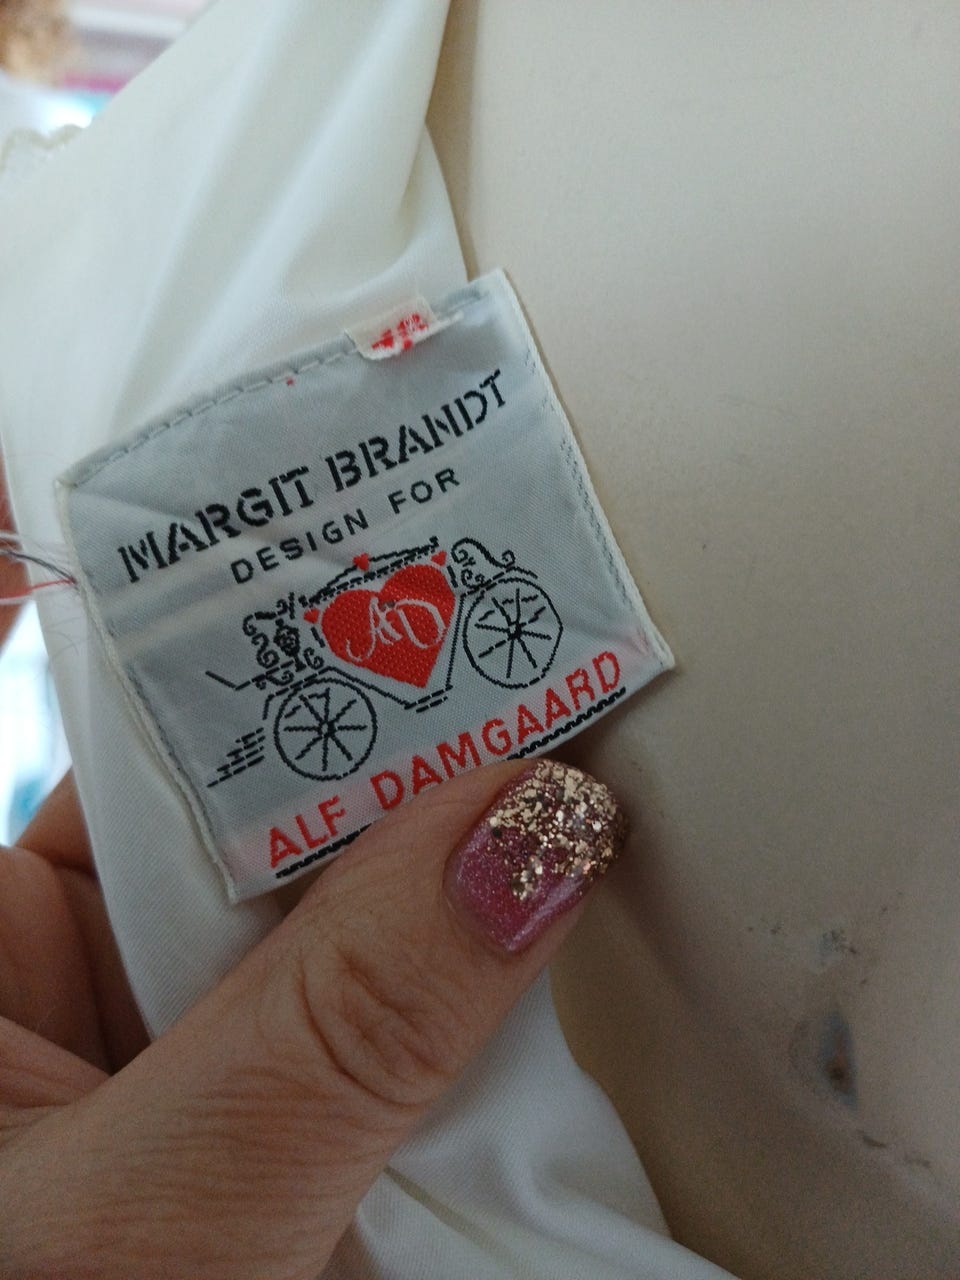 MARGIT BRANDT
DESIGN FOR
AD
ALF DAMGAARD